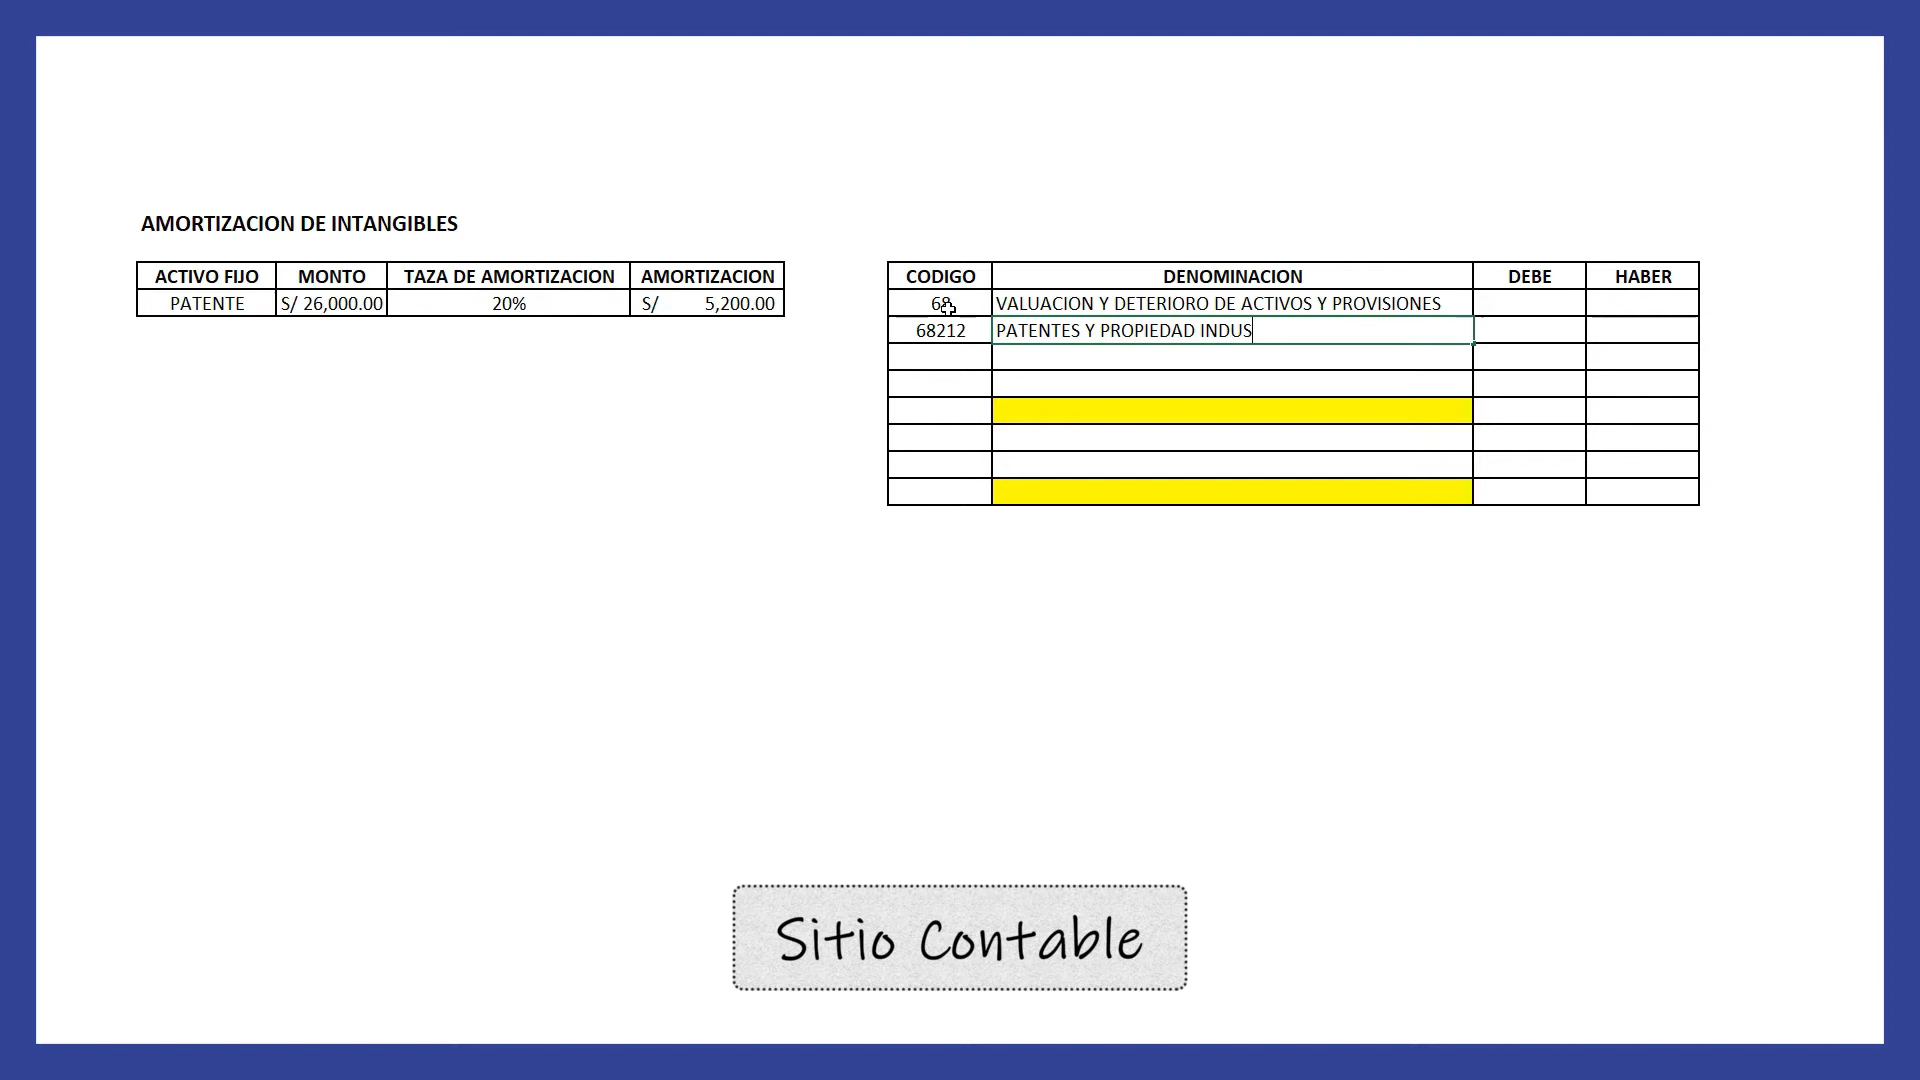 AMORTIZACION DE INTANGIBLES
ACTIVO FIJO MONTO TAZA DE AMORTIZACION AMORTIZACION
PATENTE S/ 26,000.00 20% S/ 5,200.00
CODIGO DENOMINACION DEBE HABER
68 VALUACION Y DETERIORO DE ACTIVOS Y PROVISIONES
68212 PATENTES Y PROPIEDAD INDUS
Sitio Contable